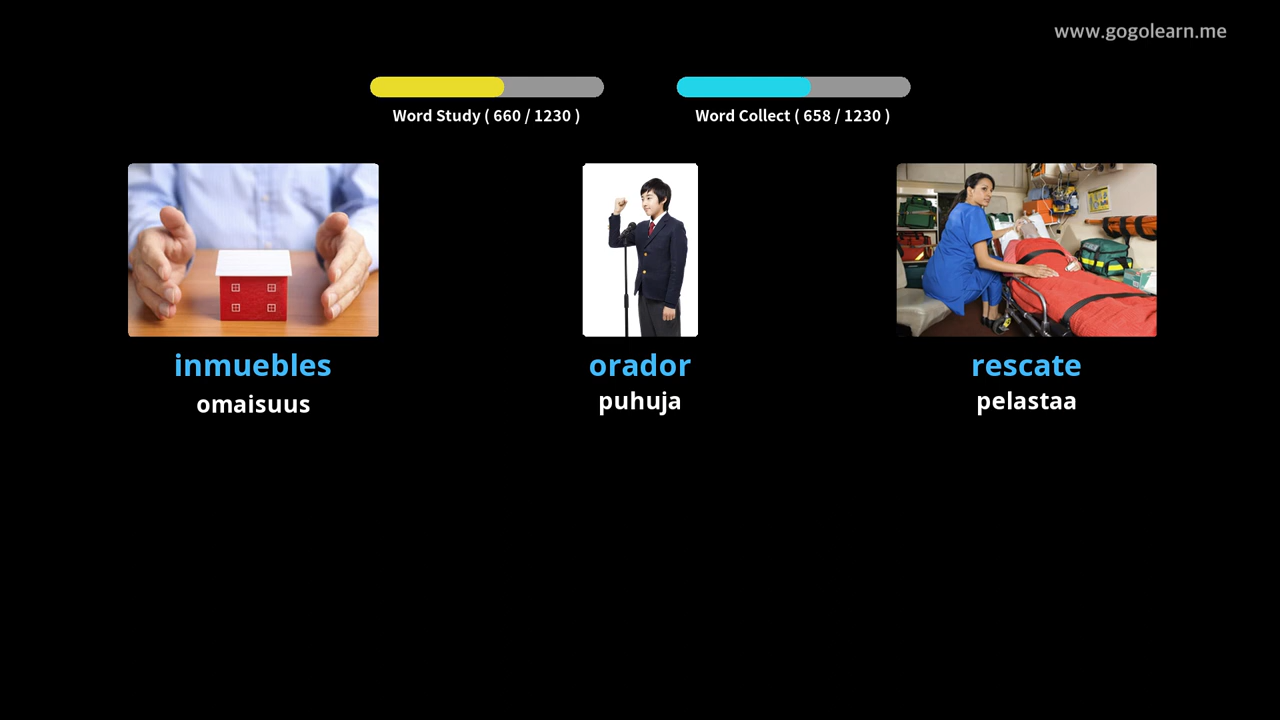 www.gogolearn.me
Word Study ( 660 / 1230 )
Word Collect ( 658 / 1230 )
inmuebles
omaisuus
orador
puhuja
rescate
pelastaa